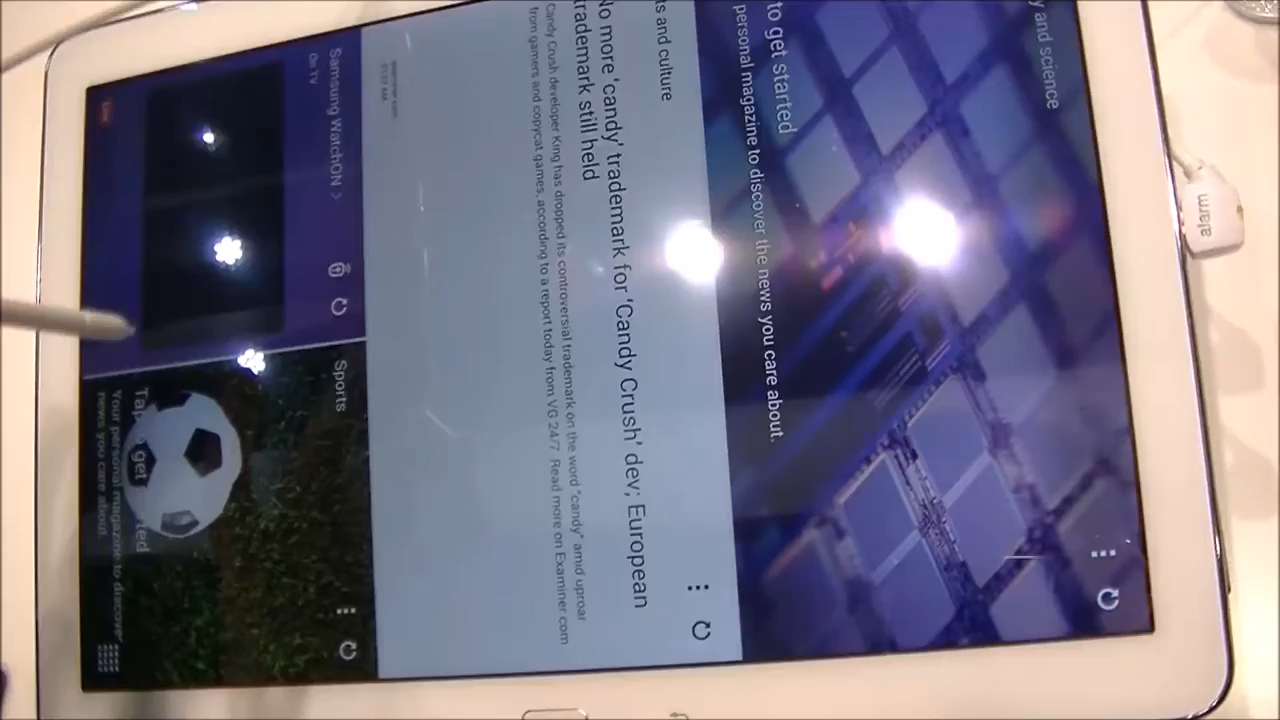 y and science
to get started
personal magazine to discover the news you care about.
ts and culture
No more 'candy' trademark for 'Candy Crush' dev; European
trademark still held
Candy Crush developer King has dropped its controversial trademark on the word "candy" amid uproar
from gamers and copycat games, according to a report today from VG 24/7 Read more on Examiner.com
Samsung WatchON >
On TV
Sports
Your personal magazine to discover
news you care about.
alarm